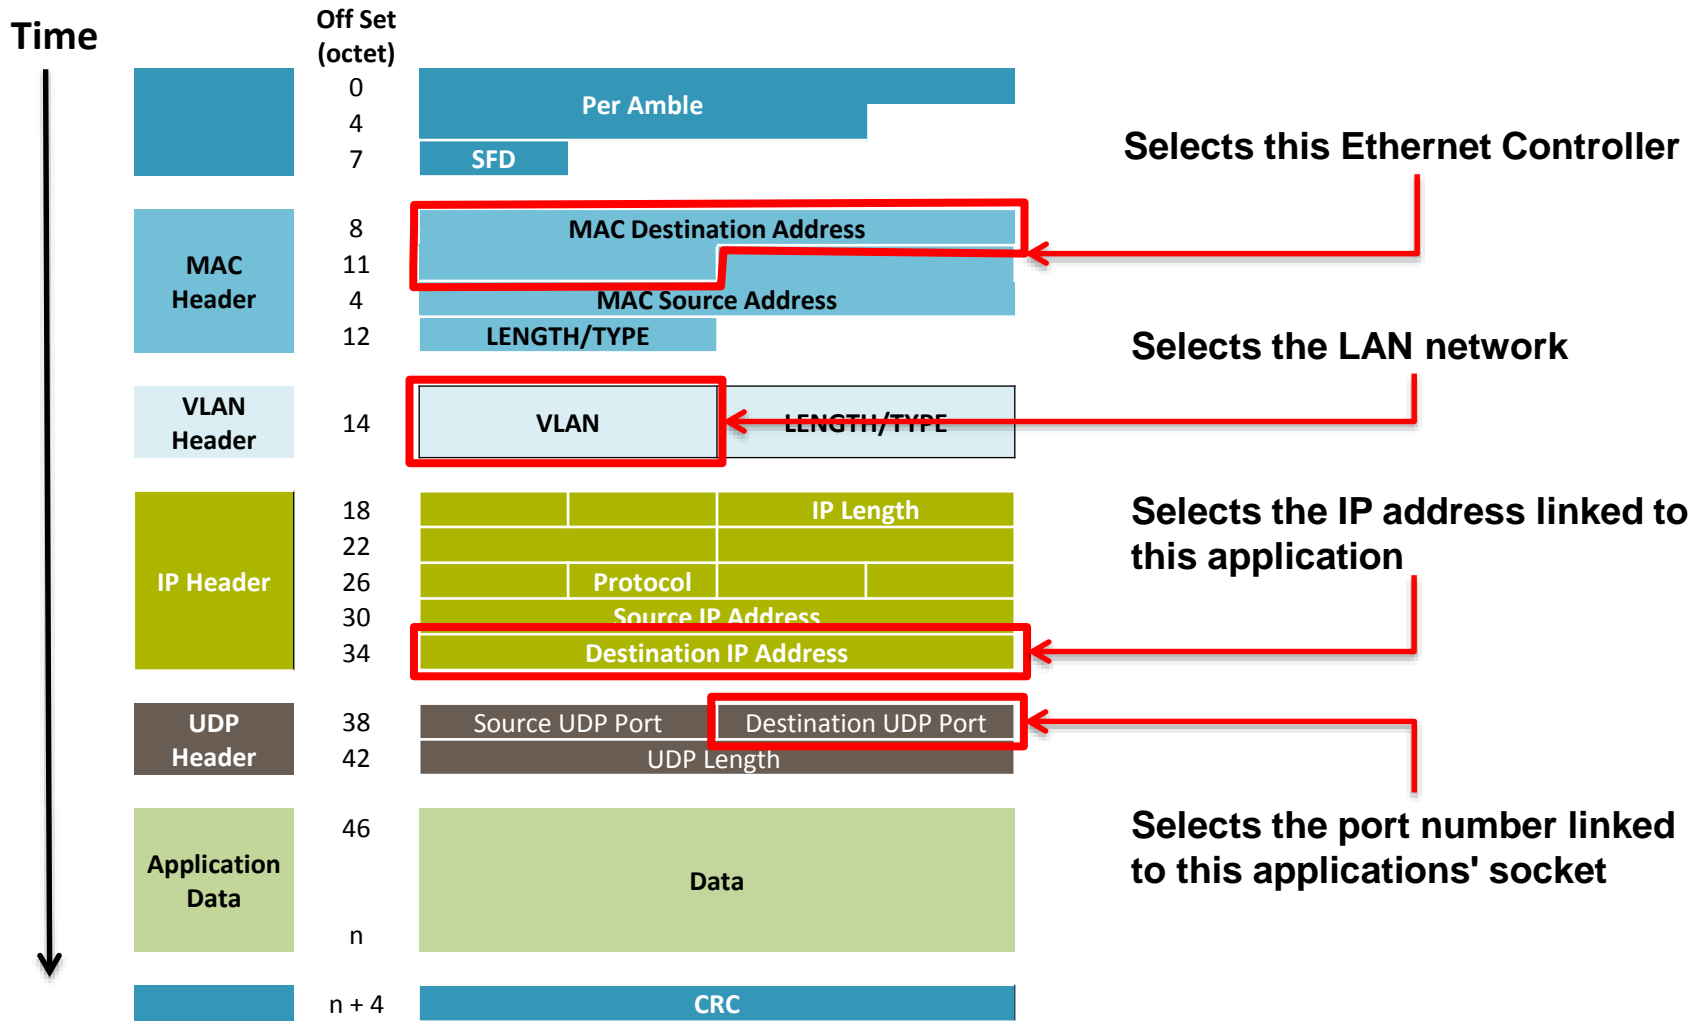 Time
Off Set
(octet)
0
Per Amble
4
7
SFD
Selects this Ethernet Controller
MAC
Header
8
MAC Destination Address
11
4
MAC Source Address
12
LENGTH/TYPE
Selects the LAN network
VLAN
Header
14
VLAN
LENGTH/TYPE
IP Header
18
IP Length
22
26
Protocol
30
Source IP Address
34
Destination IP Address
Selects the IP address linked to
this application
UDP
Header
38
Source UDP Port
Destination UDP Port
42
UDP Length
Application
Data
46
Data
n
Selects the port number linked
to this applications' socket
n + 4
CRC